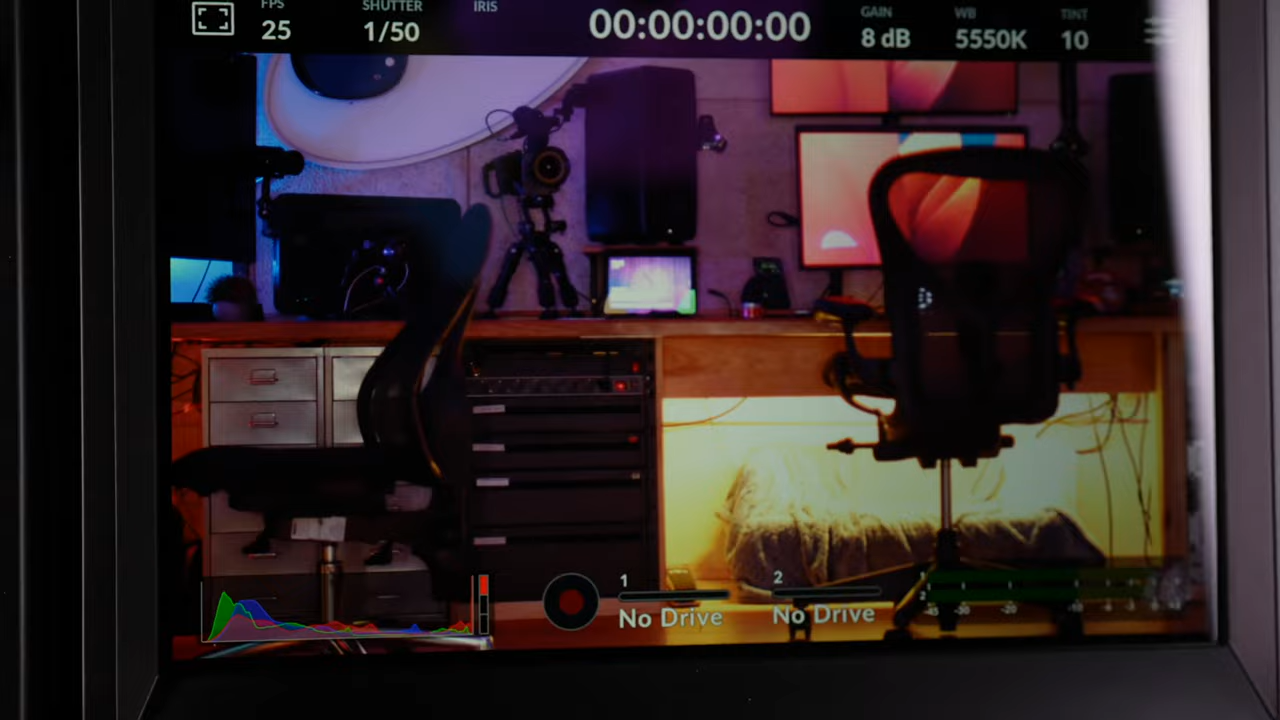 FPS SHUTTER IRIS 00:00:00:00 GAIN WB TINT
25 1/50 8 dB 5550K 10
1 2
No Drive No Drive
2